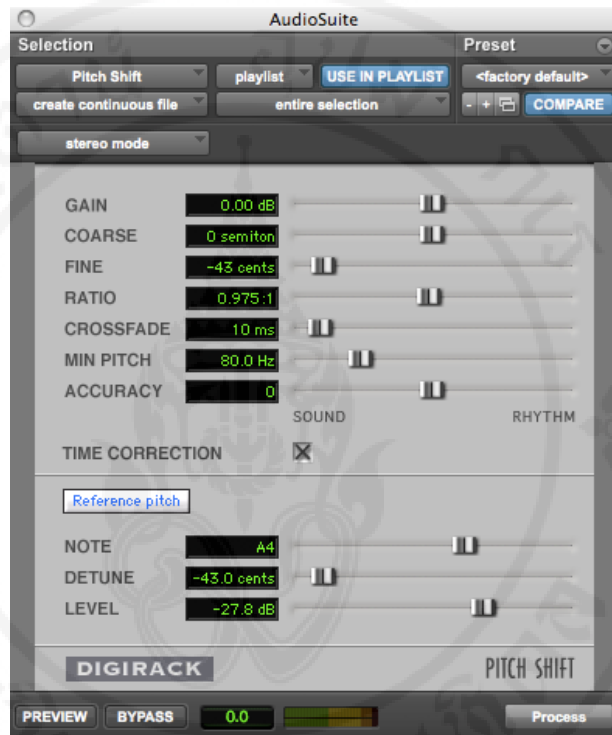 AudioSuite
Selection
Preset
Pitch Shift
playlist
USE IN PLAYLIST
<factory default>
create continuous file
entire selection
- +
COMPARE
stereo mode
GAIN 0.00 dB
COARSE 0 semiton
FINE -43 cents
RATIO 0.975:1
CROSSFADE 10 ms
MIN PITCH 80.0 Hz
ACCURACY 0
SOUND RHYTHM
TIME CORRECTION
Reference pitch
NOTE A4
DETUNE -43.0 cents
LEVEL -27.8 dB
DIGIRACK PITCH SHIFT
PREVIEW BYPASS 0.0 Process